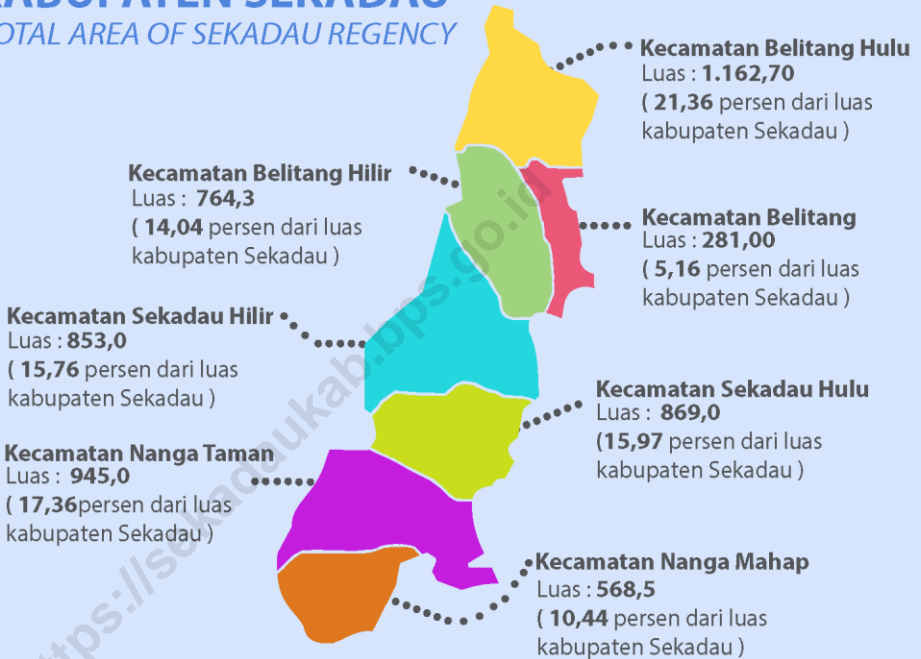 KABUPATEN SEKADAU
TOTAL AREA OF SEKADAU REGENCY
Kecamatan Belitang Hulu
Luas : 1.162,70
( 21,36 persen dari luas
kabupaten Sekadau )
Kecamatan Belitang Hilir
Luas : 764,3
( 14,04 persen dari luas
kabupaten Sekadau )
Kecamatan Belitang
Luas : 281,00
( 5,16 persen dari luas
kabupaten Sekadau )
Kecamatan Sekadau Hilir
Luas : 853,0
( 15,76 persen dari luas
kabupaten Sekadau )
Kecamatan Sekadau Hulu
Luas : 869,0
(15,97 persen dari luas
kabupaten Sekadau )
Kecamatan Nanga Taman
Luas : 945,0
( 17,36persen dari luas
kabupaten Sekadau )
Kecamatan Nanga Mahap
Luas : 568,5
( 10,44 persen dari luas
kabupaten Sekadau )
https://sekadaukab.bps.go.id